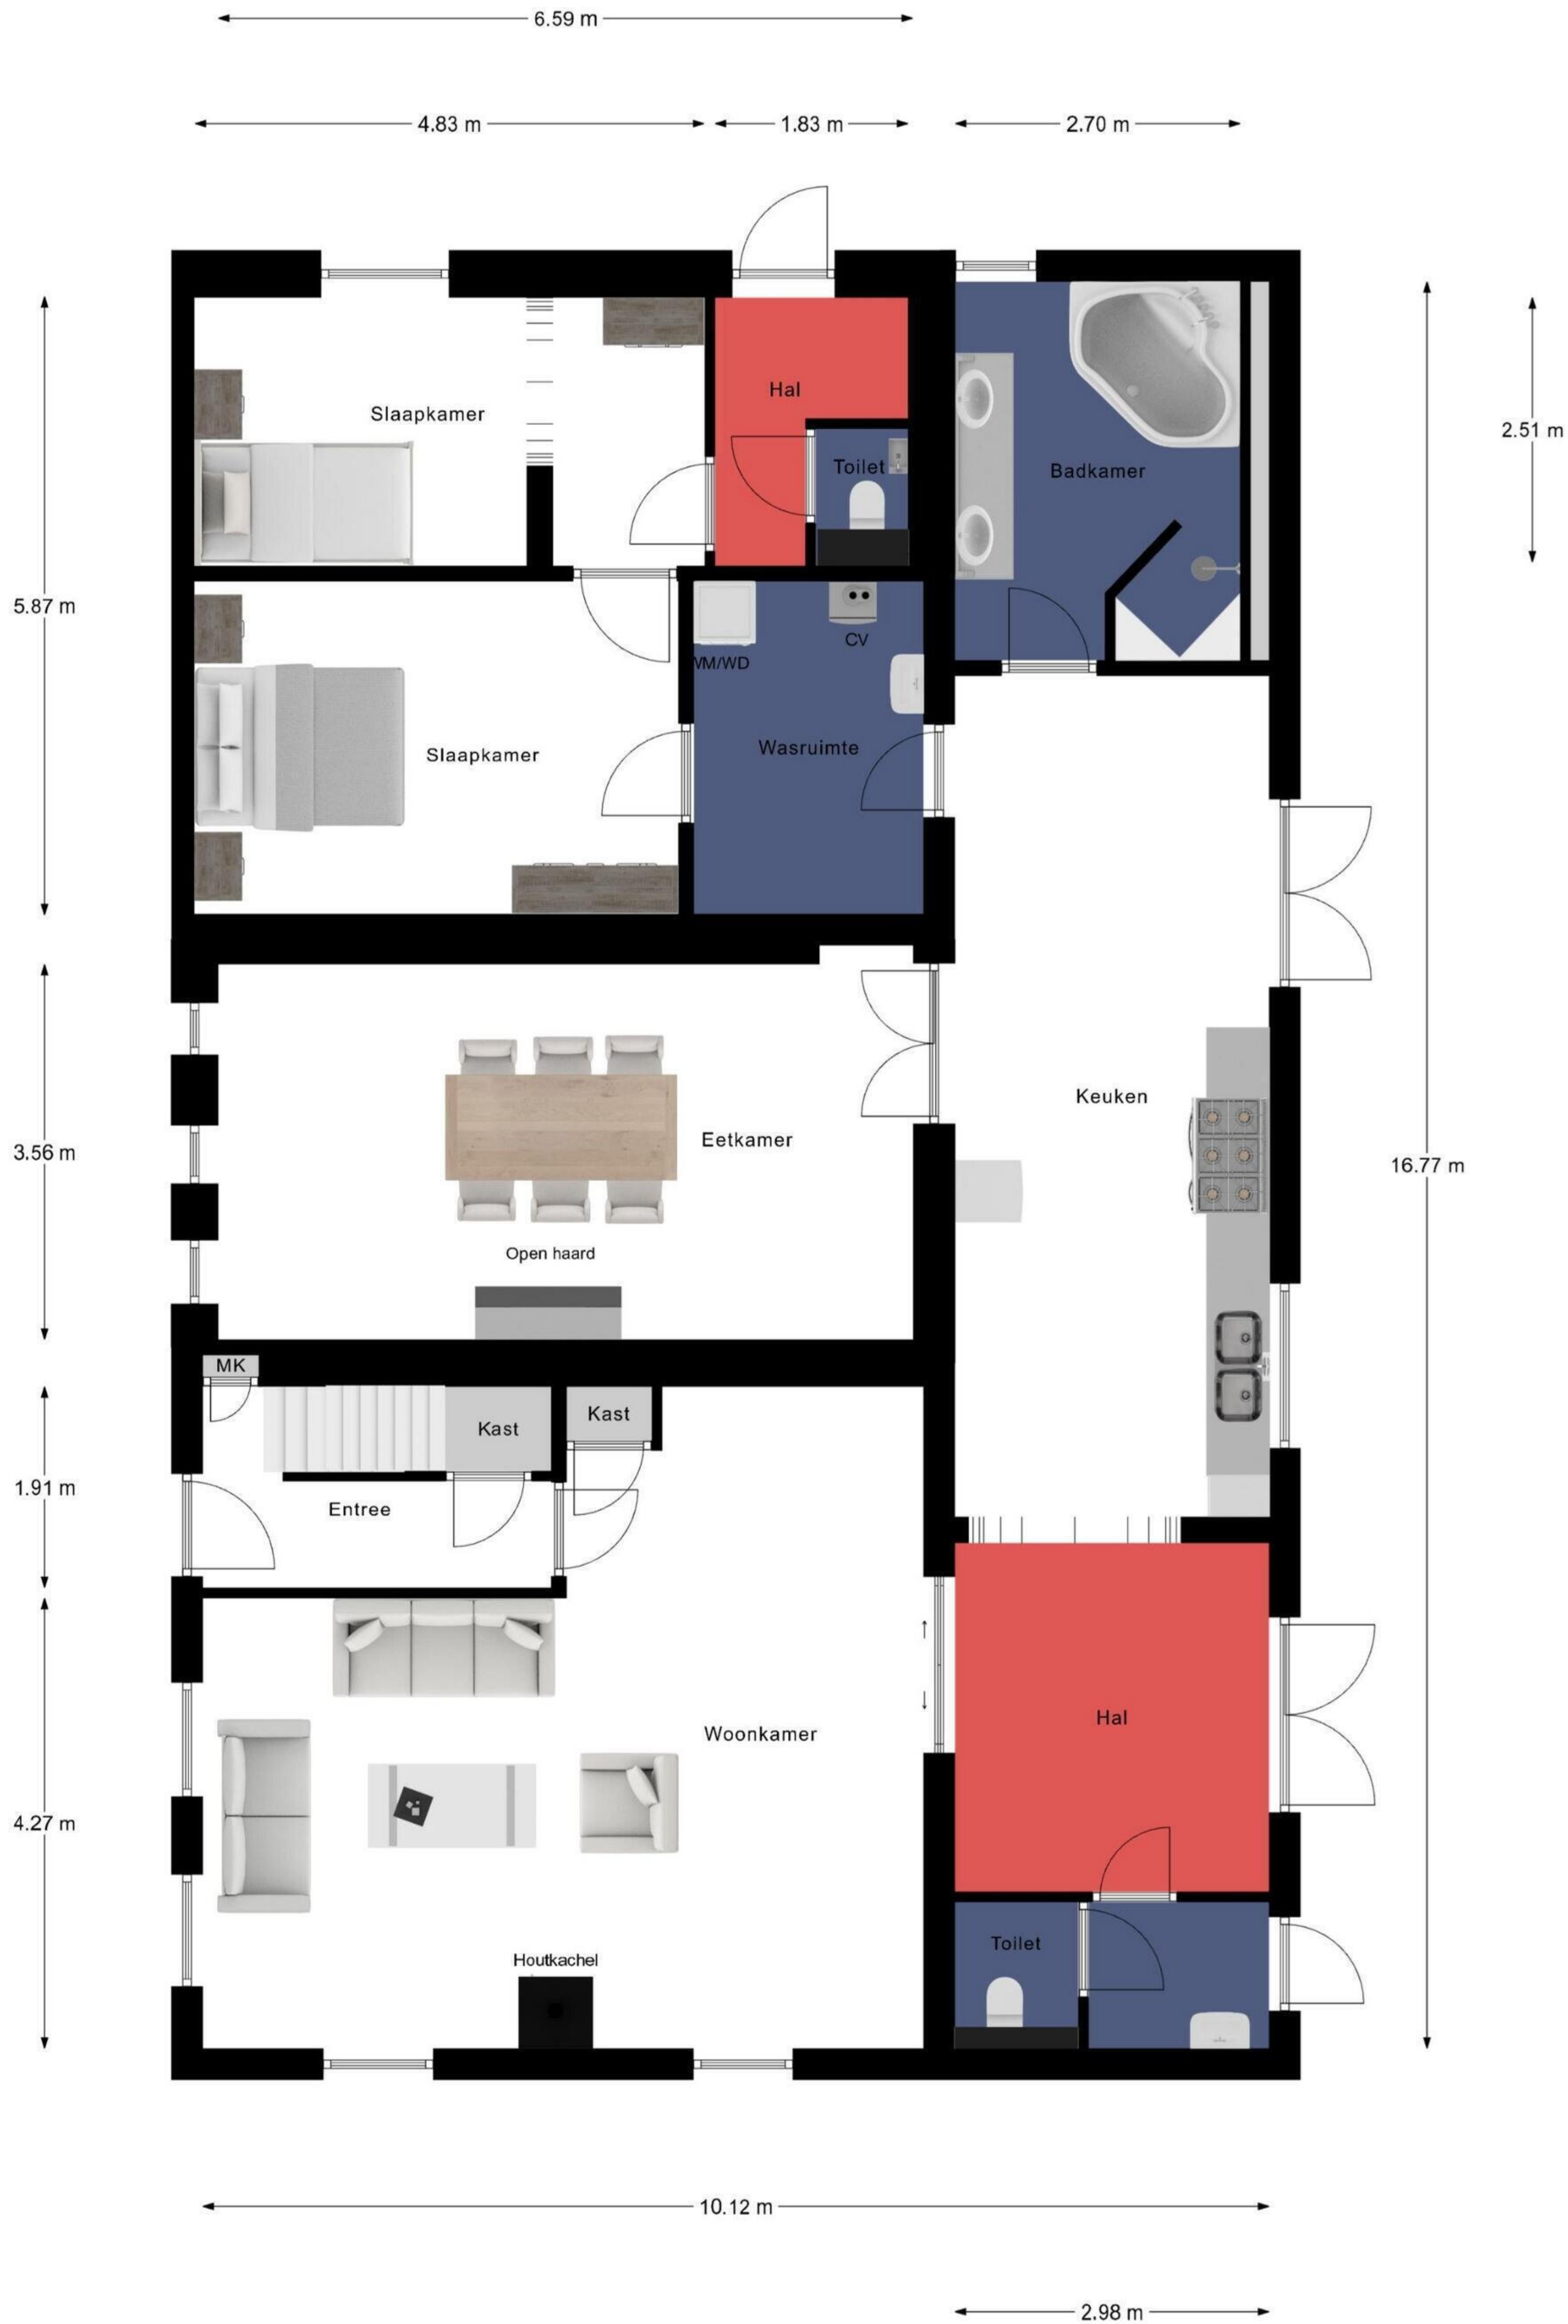 6.59 m
4.83 m
1.83 m
2.70 m
Hal
Slaapkamer
2.51 m
Toilet
Badkamer
5.87 m
CV
WM/WD
Wasruimte
Slaapkamer
Keuken
Eetkamer
3.56 m
16.77 m
Open haard
MK
Kast
Kast
1.91 m
Entree
Hal
Woonkamer
4.27 m
Toilet
Houtkachel
10.12 m
2.98 m